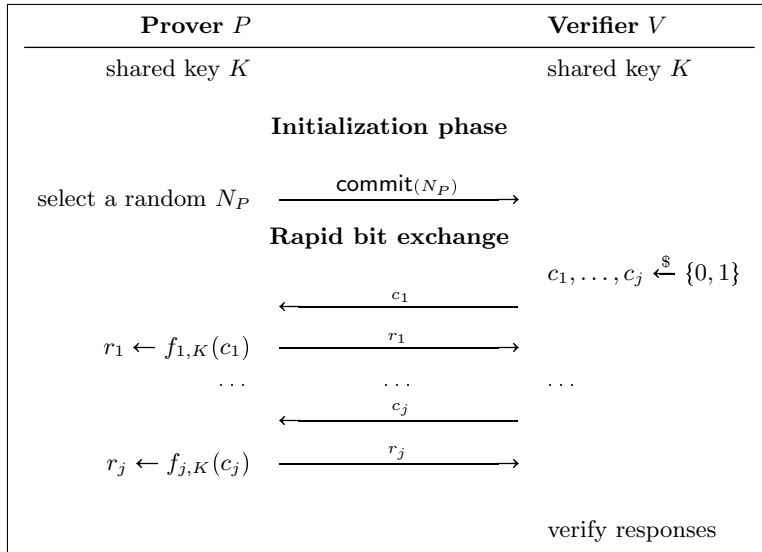 Prover P Verifier V
shared key K shared key K
Initialization phase
select a random N_P commit(N_P)
Rapid bit exchange
c_1, . . . , c_j ←$ {0, 1}
c_1
r_1 ← f_{1,K}(c_1) r_1
. . . . . . . . .
c_j
r_j ← f_{j,K}(c_j) r_j
verify responses